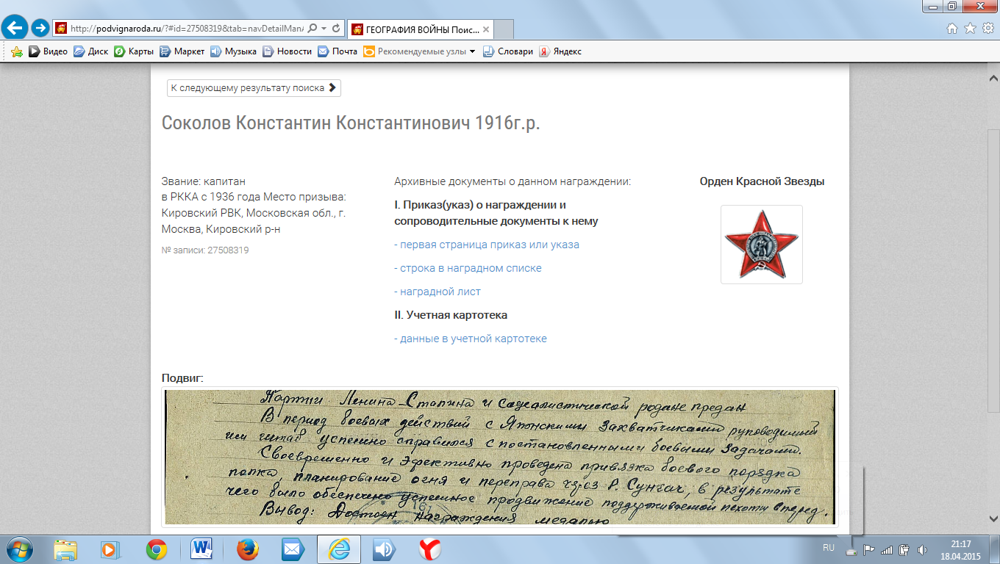 http://podvignaroda.ru/?#id=27508319&tab=navDetailManA
ГЕОГРАФИЯ ВОЙНЫ Поис...
Видео Диск Карты Маркет Музыка Новости Почта Рекомендуемые узлы Словари Яндекс
К следующему результату поиска
Соколов Константин Константинович 1916г.р.
Звание: капитан
в РККА с 1936 года Место призыва:
Кировский РВК, Московская обл., г.
Москва, Кировский р-н
№ записи: 27508319
Архивные документы о данном награждении:
I. Приказ(указ) о награждении и
сопроводительные документы к нему
- первая страница приказ или указа
- строка в наградном списке
- наградной лист
II. Учетная картотека
- данные в учетной картотеке
Орден Красной Звезды
Подвиг:
Партии Ленина-Сталина и социалистической родине предан
В период боевых действий с Японскими захватчиками руководимый
им штаб успешно справился с постановленными боевыми задачами.
Своевременно и эфективно проведена привязка боевого порядка
полка, планирование огня и переправа через р. Сунгач, в результате
чего было обеспечено успешное продвижение поддерживаемой пехоты вперед.
Вывод: Достоин награждения медалью
161
RU
21:17
18.04.2015